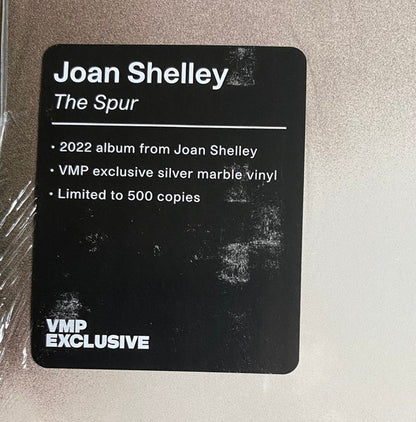 Joan Shelley
The Spur
• 2022 album from Joan Shelley
• VMP exclusive silver marble vinyl
• Limited to 500 copies
VMP
EXCLUSIVE